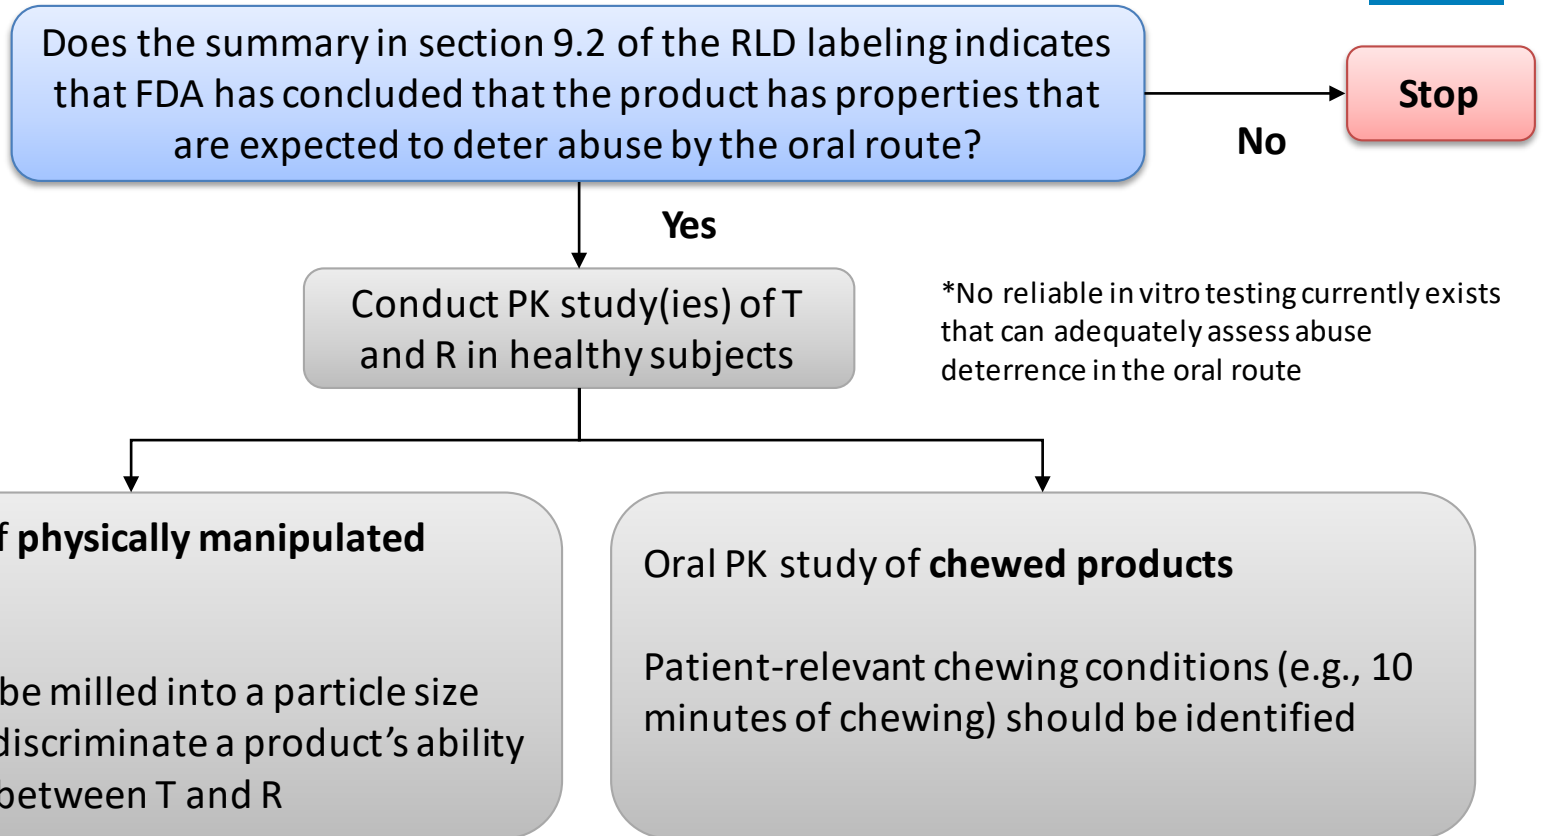 Does the summary in section 9.2 of the RLD labeling indicates
that FDA has concluded that the product has properties that
are expected to deter abuse by the oral route?
Stop
No
Yes
Conduct PK study(ies) of T
and R in healthy subjects
*No reliable in vitro testing currently exists
that can adequately assess abuse
deterrence in the oral route
physically manipulated
be milled into a particle size
discriminate a product's ability
between T and R
Oral PK study of chewed products
Patient-relevant chewing conditions (e.g., 10
minutes of chewing) should be identified